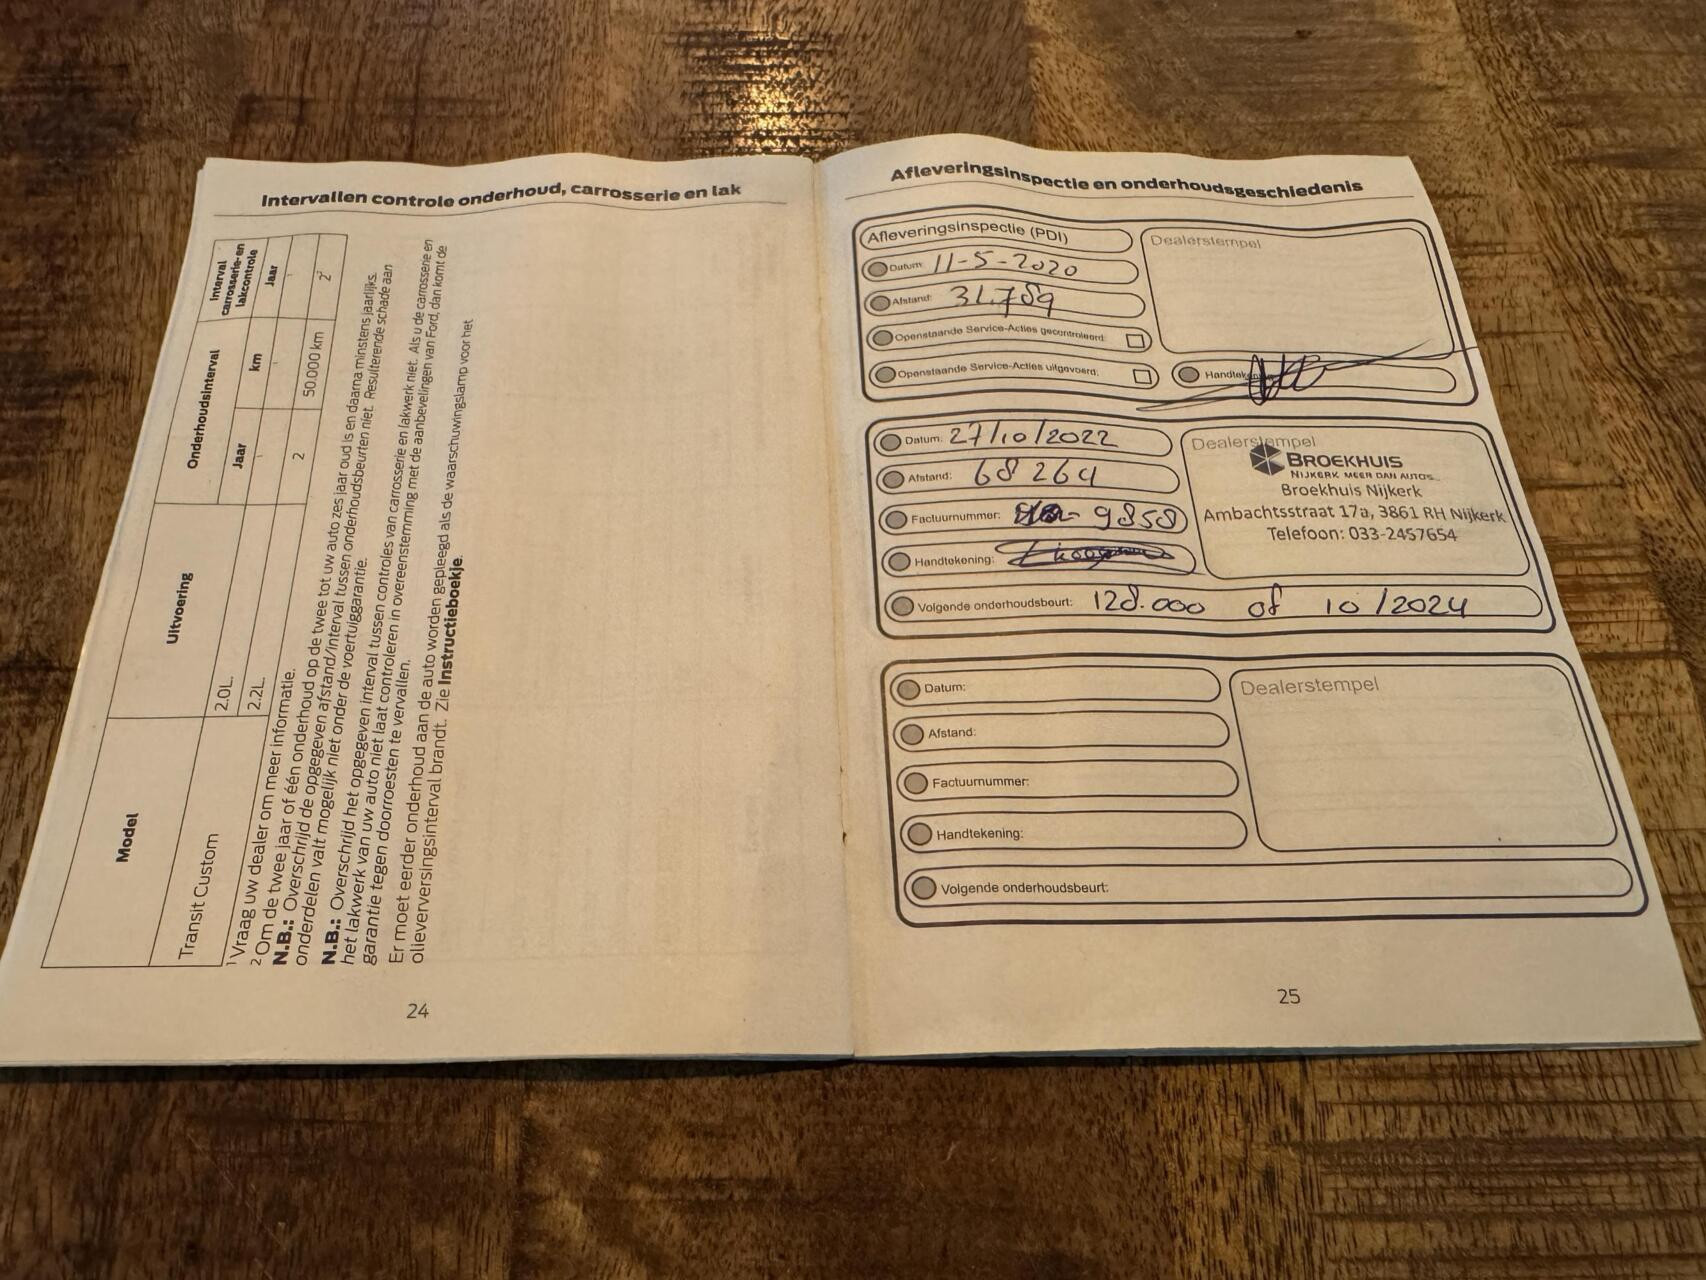 Intervallen controle onderhoud, carrosserie en lak
Model
Uitvoering
Onderhoudsinterval
Interval carrosserie- en lakcontrole
Jaar
km
Jaar
Transit Custom
2.0L.
2.2L.
2
50.000 km
2²
¹ Vraag uw dealer om meer informatie.
² Om de twee jaar of één onderhoud op de twee tot uw auto zes jaar oud is en daarna minstens jaarlijks.
N.B.: Overschrijd de opgegeven afstand/interval tussen onderhoudsbeurten niet. Resulterende schade aan
onderdelen valt mogelijk niet onder de voertuiggarantie.
N.B.: Overschrijd het opgegeven interval tussen controles van carrosserie en lakwerk niet. Als u de carrosserie en
het lakwerk van uw auto niet laat controleren in overeenstemming met de aanbevelingen van Ford, dan komt de
garantie tegen doorroesten te vervallen.
Er moet eerder onderhoud aan de auto worden gepleegd als de waarschuwingslamp voor het
olieverversingsinterval brandt. Zie Instructieboekje.
24
Afleveringsinspectie en onderhoudsgeschiedenis
Afleveringsinspectie (PDI)
Dealerstempel
Datum: 11-5-2020
Afstand: 31.789
Openstaande Service-Acties gecontroleerd:
Openstaande Service-Acties uitgevoerd:
Datum: 27/10/2022
Dealerstempel
BROEKHUIS
NIJKERK MEER DAN AUTO'S
Afstand: 68264
Broekhuis Nijkerk
Factuurnummer: 9858
Ambachtsstraat 17a, 3861 RH Nijkerk
Telefoon: 033-2457654
Handtekening:
Volgende onderhoudsbeurt: 128.000 of 10/2024
Datum:
Dealerstempel
Afstand:
Factuurnummer:
Handtekening:
Volgende onderhoudsbeurt:
25